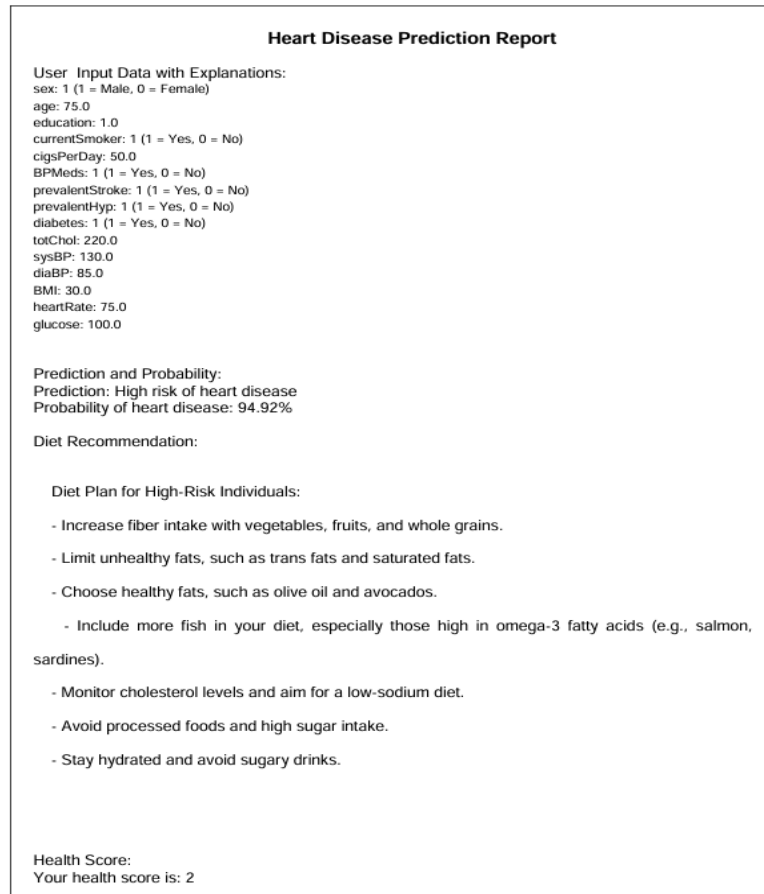 Heart Disease Prediction Report
User Input Data with Explanations:
sex: 1 (1 = Male, 0 = Female)
age: 75.0
education: 1.0
currentSmoker: 1 (1 = Yes, 0 = No)
cigsPerDay: 50.0
BPMeds: 1 (1 = Yes, 0 = No)
prevalentStroke: 1 (1 = Yes, 0 = No)
prevalentHyp: 1 (1 = Yes, 0 = No)
diabetes: 1 (1 = Yes, 0 = No)
totChol: 220.0
sysBP: 130.0
diaBP: 85.0
BMI: 30.0
heartRate: 75.0
glucose: 100.0
Prediction and Probability:
Prediction: High risk of heart disease
Probability of heart disease: 94.92%
Diet Recommendation:
Diet Plan for High-Risk Individuals:
- Increase fiber intake with vegetables, fruits, and whole grains.
- Limit unhealthy fats, such as trans fats and saturated fats.
- Choose healthy fats, such as olive oil and avocados.
- Include more fish in your diet, especially those high in omega-3 fatty acids (e.g., salmon,
sardines).
- Monitor cholesterol levels and aim for a low-sodium diet.
- Avoid processed foods and high sugar intake.
- Stay hydrated and avoid sugary drinks.
Health Score:
Your health score is: 2